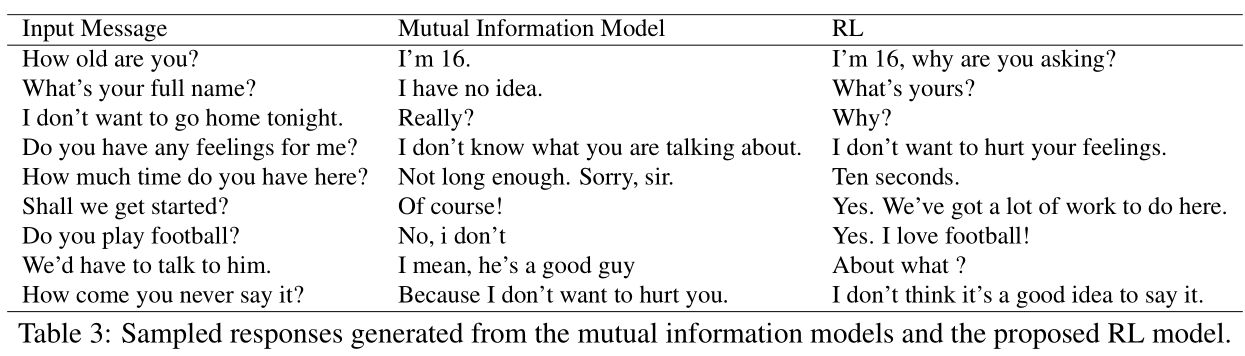 Input Message Mutual Information Model RL
How old are you? I'm 16. I'm 16, why are you asking?
What's your full name? I have no idea. What's yours?
I don't want to go home tonight. Really? Why?
Do you have any feelings for me? I don't know what you are talking about. I don't want to hurt your feelings.
How much time do you have here? Not long enough. Sorry, sir. Ten seconds.
Shall we get started? Of course! Yes. We've got a lot of work to do here.
Do you play football? No, i don't Yes. I love football!
We'd have to talk to him. I mean, he's a good guy About what ?
How come you never say it? Because I don't want to hurt you. I don't think it's a good idea to say it.
Table 3: Sampled responses generated from the mutual information models and the proposed RL model.